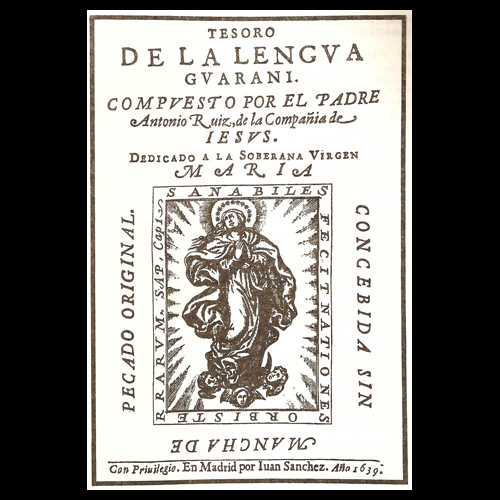 TESORO
DE LA LENGVA
GVARANI.
COMPVESTO POR EL PADRE
Antonio Ruiz, de la Compañia de
IESVS.
DEDICADO A LA SOBERANA VIRGEN
MARIA
CONCEBIDA SIN
MANCHA DE
PECADO ORIGINAL.
SANABILES
FECIT NATIONES
ORBISTE
RRARVM. SAP. Cap 1.
Con Priuilegio. En Madrid por Iuan Sanchez. Año 1639.